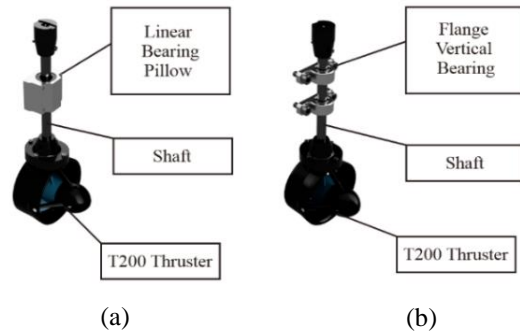 Linear
Bearing
Pillow
Shaft
T200 Thruster
(a)
Flange
Vertical
Bearing
Shaft
T200 Thruster
(b)